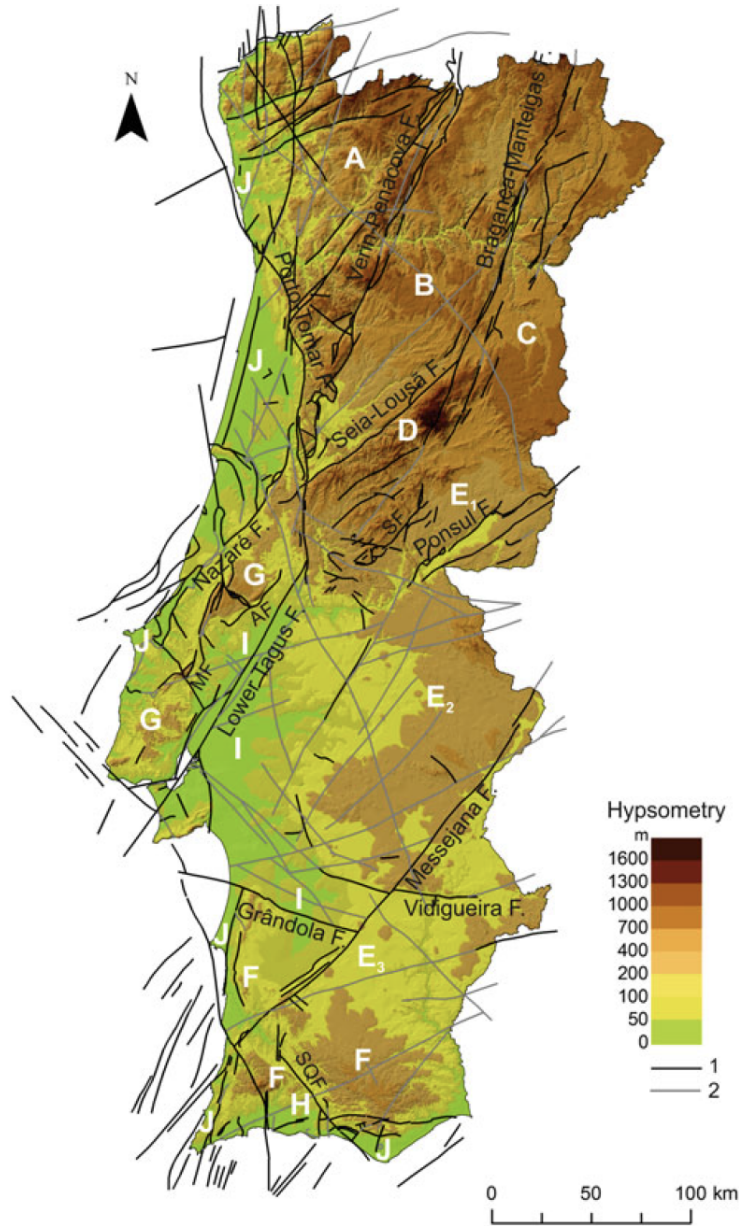 N
A
J
Verin-Penacova F.
Bragança-Manteigas F.
B
Porto-Tomar F.
C
J
Seia-Lousã F.
D
E1
SF
Ponsul F.
Nazaré F.
G
AF
J
I
MF
Lower Tagus F.
E2
G
I
Hypsometry
m
1600
1300
1000
700
400
200
100
50
0
Messejana F.
I
Vidigueira F.
Grândola F.
J
E3
F
1
2
SQF
F
F
H
J
J
0 50 100 km